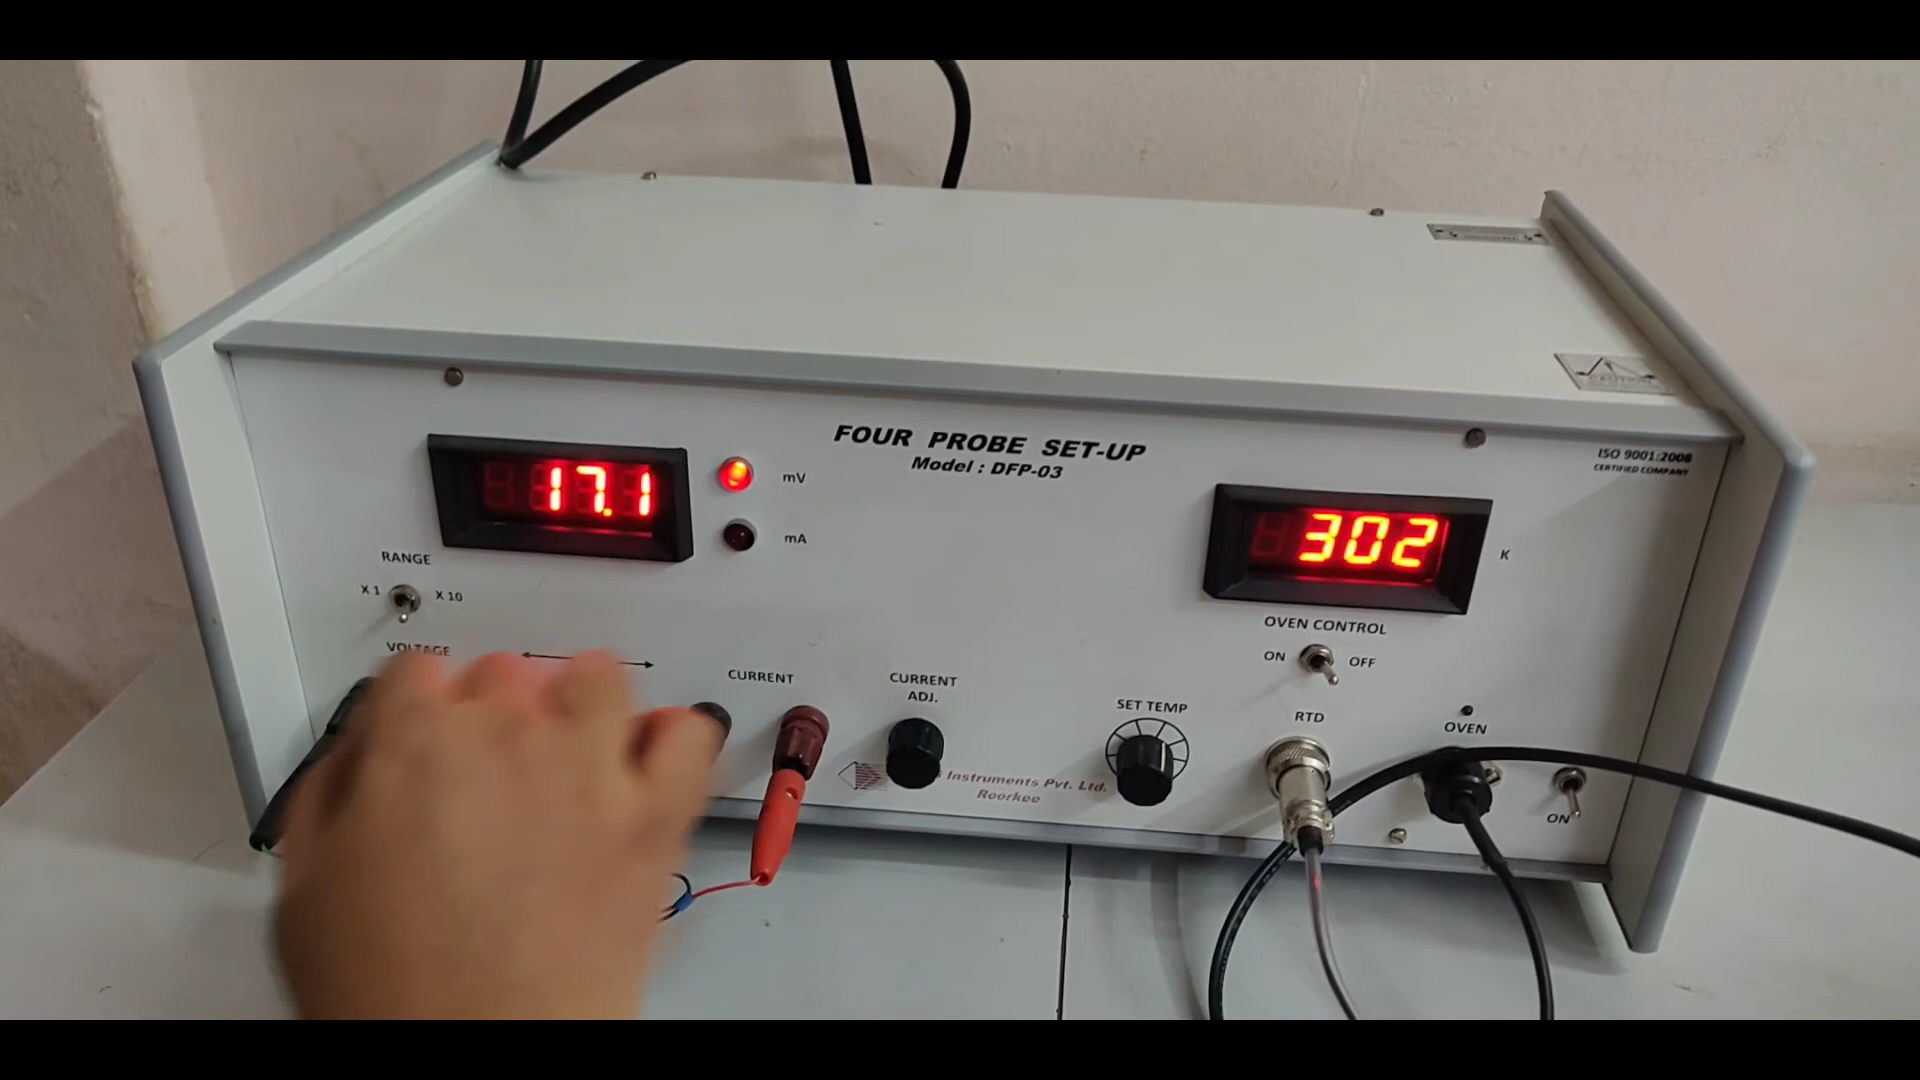 FOUR PROBE SET-UP
Model : DFP-03
ISO 9001:2008
CERTIFIED COMPANY
CAUTION
17.1
mV
mA
302
K
RANGE
X 1
X 10
VOLTAGE
CURRENT
CURRENT
ADJ.
SET TEMP
OVEN CONTROL
ON
OFF
RTD
OVEN
ON
Instruments Pvt. Ltd.
Roorkee